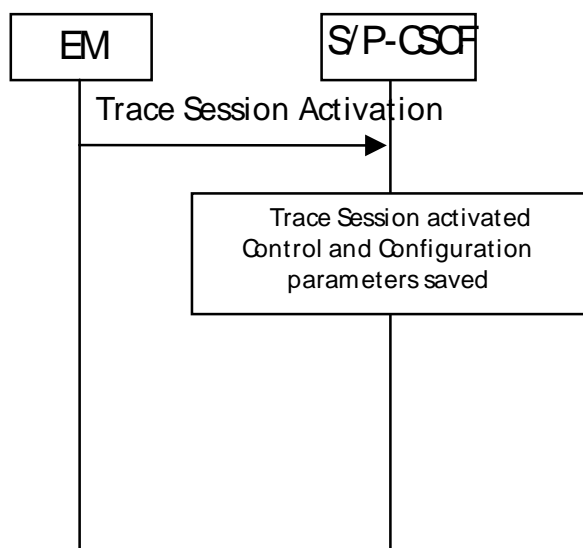 EM
S/P-CSCF
Trace Session Activation
Trace Session activated
Control and Configuration
parameters saved